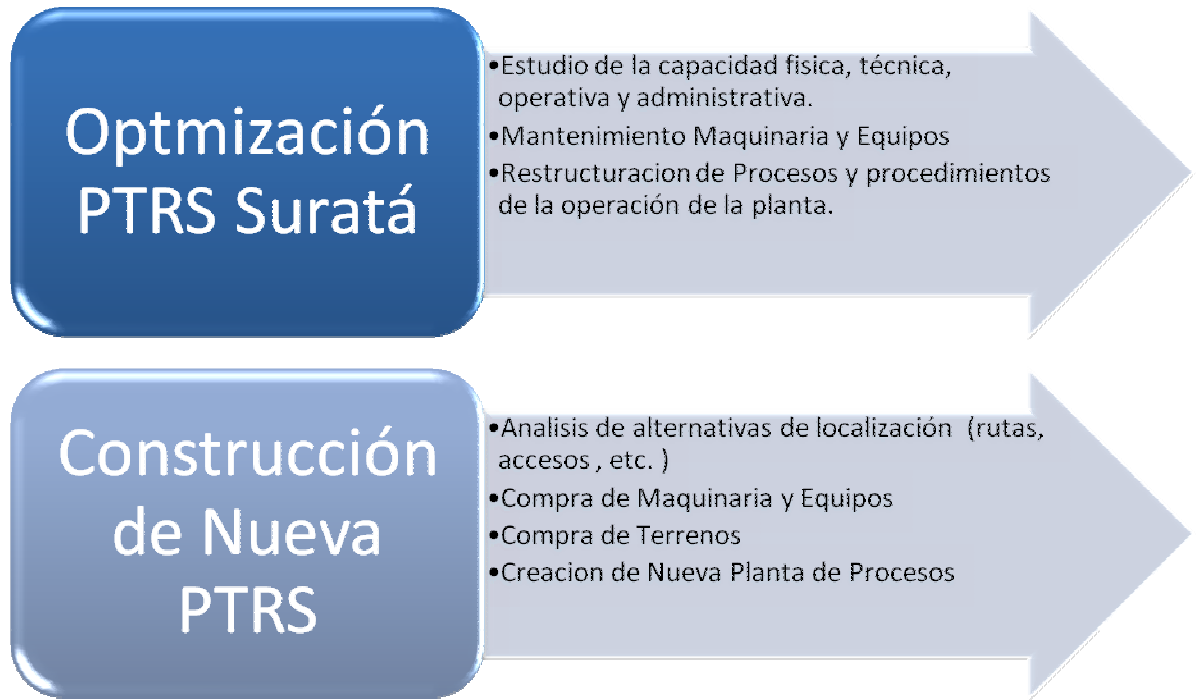 Optmización
PTRS Suratá
•Estudio de la capacidad fisica, técnica,
operativa y administrativa.
•Mantenimiento Maquinaria y Equipos
•Restructuracion de Procesos y procedimientos
de la operación de la planta.
Construcción
de Nueva
PTRS
•Analisis de alternativas de localización (rutas,
accesos , etc. )
•Compra de Maquinaria y Equipos
•Compra de Terrenos
•Creacion de Nueva Planta de Procesos